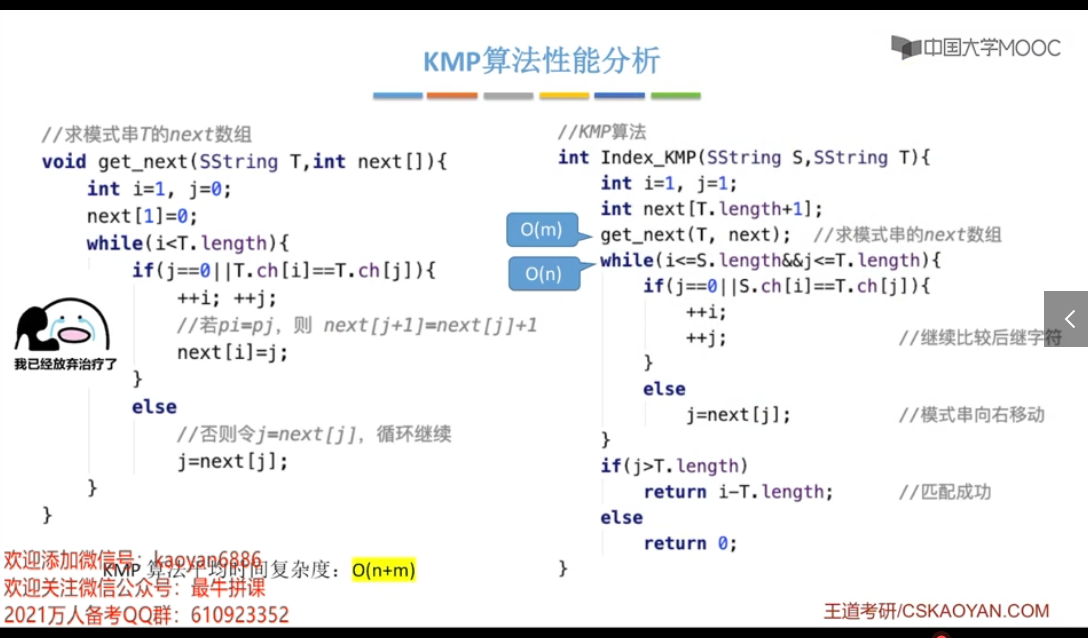 中国大学MOOC
KMP算法性能分析
//求模式串T的next数组
void get_next(SString T,int next[]){
int i=1, j=0;
next[1]=0;
while(i<T.length){
if(j==0||T.ch[i]==T.ch[j]){
++i; ++j;
//若pi=pj，则 next[j+1]=next[j]+1
next[i]=j;
}
else
//否则令j=next[j]，循环继续
j=next[j];
}
}
我已经放弃治疗了
//KMP算法
int Index_KMP(SString S,SString T){
int i=1, j=1;
int next[T.length+1];
O(m)
get_next(T, next); //求模式串的next数组
O(n)
while(i<=S.length&&j<=T.length){
if(j==0||S.ch[i]==T.ch[j]){
++i;
++j; //继续比较后继字符
}
else
j=next[j]; //模式串向右移动
}
if(j>T.length)
return i-T.length; //匹配成功
else
return 0;
}
欢迎添加微信号：kaoyan6886
KMP 算法平均时间复杂度：O(n+m)
欢迎关注微信公众号：最牛拼课
2021万人备考QQ群：610923352
王道考研/CSKAOYAN.COM